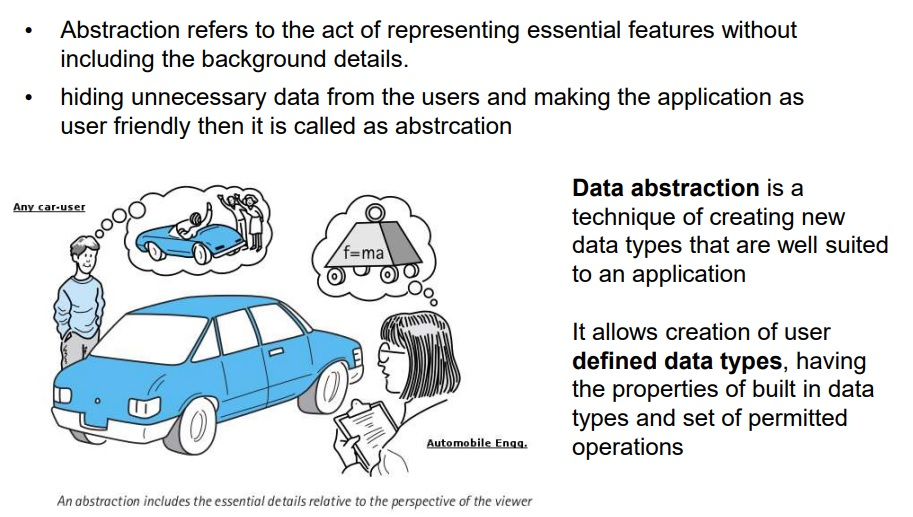 • Abstraction refers to the act of representing essential features without
including the background details.
• hiding unnecessary data from the users and making the application as
user friendly then it is called as abstrcation
Any car-user
f=ma
Automobile Engg.
An abstraction includes the essential details relative to the perspective of the viewer
Data abstraction is a
technique of creating new
data types that are well suited
to an application
It allows creation of user
defined data types, having
the properties of built in data
types and set of permitted
operations